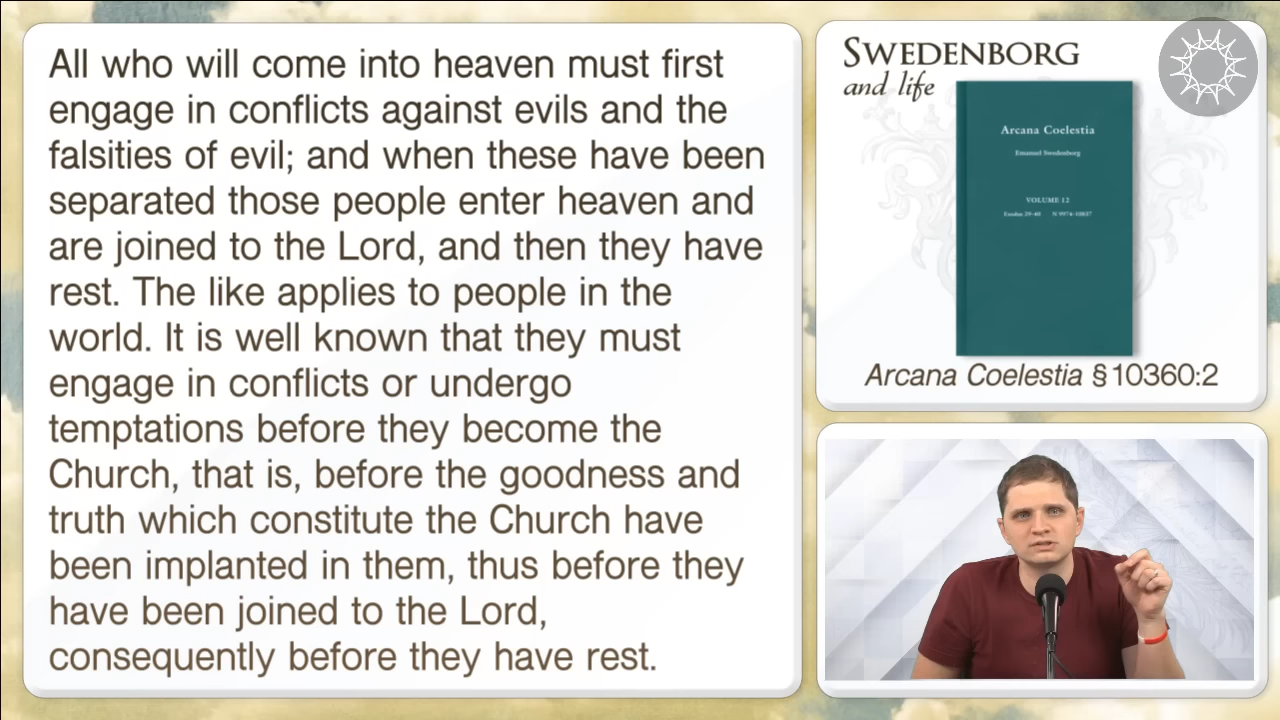 All who will come into heaven must first
engage in conflicts against evils and the
falsities of evil; and when these have been
separated those people enter heaven and
are joined to the Lord, and then they have
rest. The like applies to people in the
world. It is well known that they must
engage in conflicts or undergo
temptations before they become the
Church, that is, before the goodness and
truth which constitute the Church have
been implanted in them, thus before they
have been joined to the Lord,
consequently before they have rest.
SWEDENBORG
and life
Arcana Coelestia
Emanuel Swedenborg
VOLUME 12
Exodus 29–40 N 9974–10837
Arcana Coelestia §10360:2